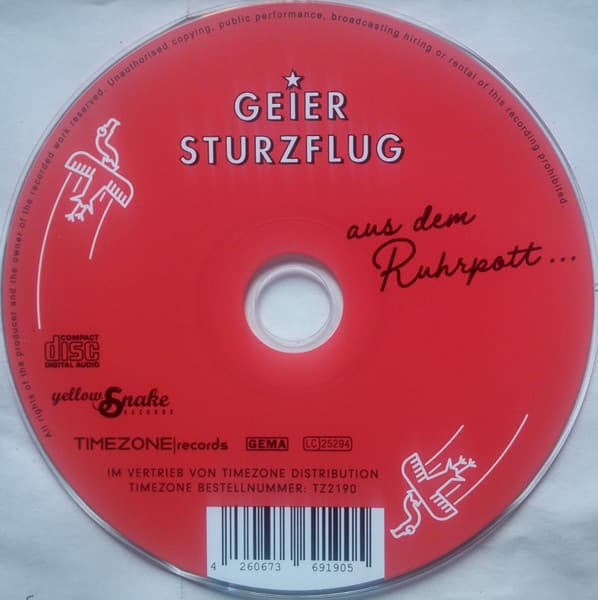 All rights of the producer and the owner of the recorded work reserved. Unauthorised copying, public performance, broadcasting hiring or rental of this recording prohibited.
GEIER
STURZFLUG
aus dem
Ruhrpott...
COMPACT
disc
DIGITAL AUDIO
yellow Snake
RECORDS
TIMEZONE|records GEMA LC 25294
IM VERTRIEB VON TIMEZONE DISTRIBUTION
TIMEZONE BESTELLNUMMER: TZ2190
4 260673 691905